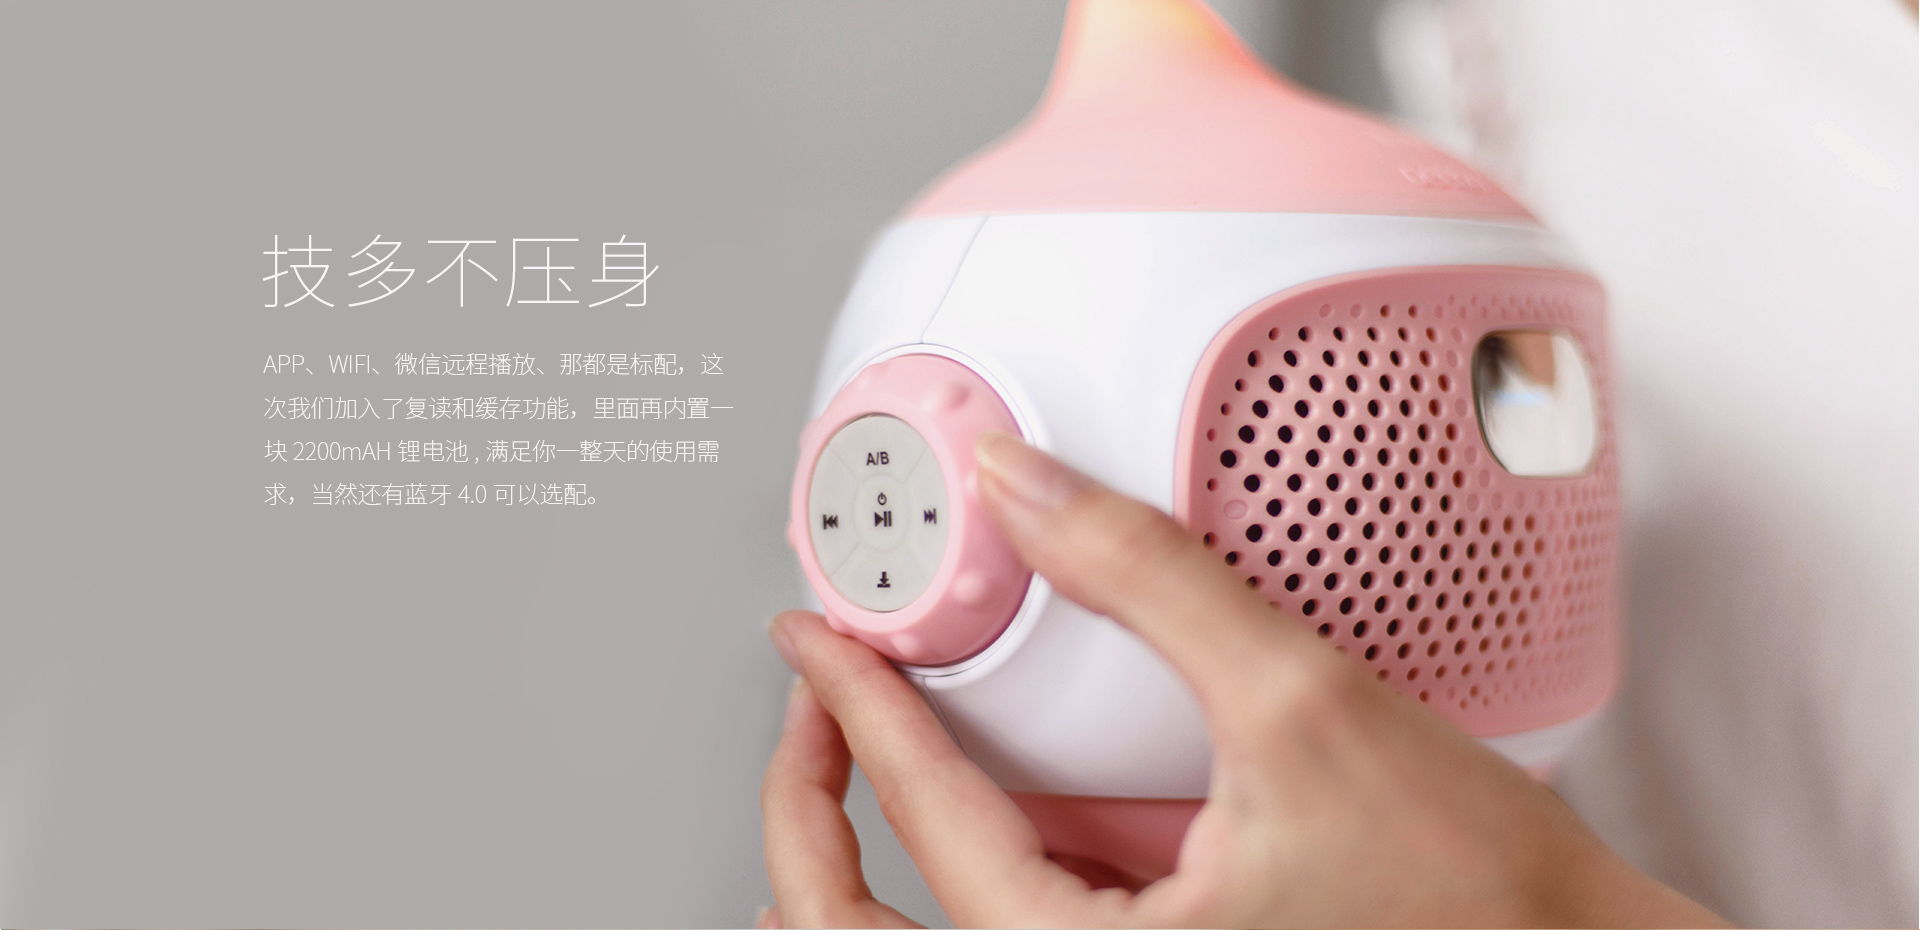 技多不压身
APP、WIFI、微信远程播放、那都是标配，这
次我们加入了复读和缓存功能，里面再内置一
块 2200mAH 锂电池 , 满足你一整天的使用需
求，当然还有蓝牙 4.0 可以选配。
A/B